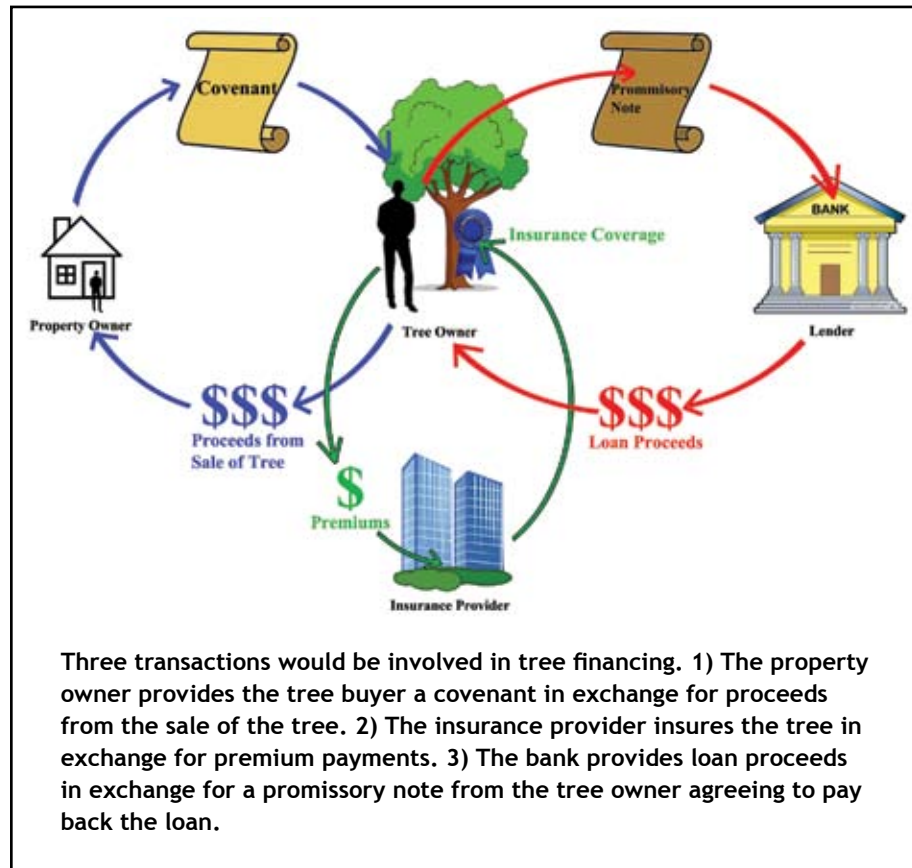 Covenant
Prommisory
Note
BANK
Insurance Coverage
Property Owner
Tree Owner
Lender
$$$
Proceeds from
Sale of Tree
$$$
Loan Proceeds
$
Premiums
Insurance Provider
Three transactions would be involved in tree financing. 1) The property
owner provides the tree buyer a covenant in exchange for proceeds
from the sale of the tree. 2) The insurance provider insures the tree in
exchange for premium payments. 3) The bank provides loan proceeds
in exchange for a promissory note from the tree owner agreeing to pay
back the loan.